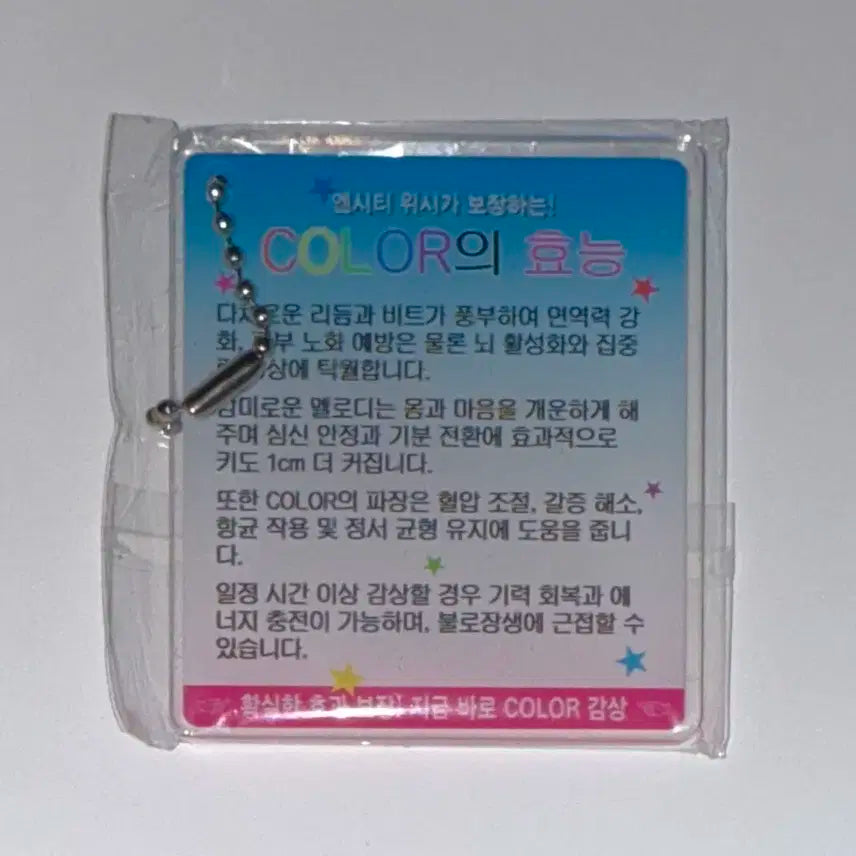 엔시티 위시가 보장하는!
COLOR의 효능
리듬과 비트가 풍부하여 면역력 강
화, 노화 예방은 물론 뇌 활성화와 집중
탁월합니다.
감미로운 멜로디는 몸과 마음을 개운하게 해
주며 심신 안정과 기분 전환에 효과적으로
키도 1cm 더 커집니다.
또한 COLOR의 파장은 혈압 조절, 갈증 해소,
항균 작용 및 정서 균형 유지에 도움을 줍니
다.
일정 시간 이상 감상할 경우 기력 회복과 에
너지 충전이 가능하며, 불로장생에 근접할 수
있습니다.
확실한 효과 보장! 지금 바로 COLOR 감상